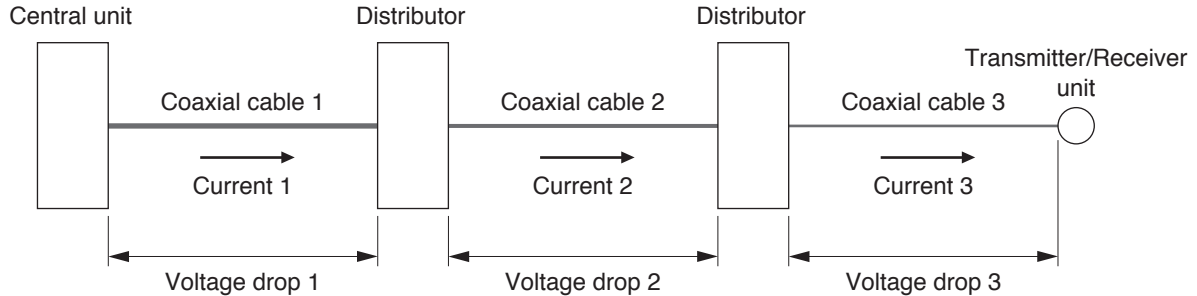 Central unit
Distributor
Distributor
Transmitter/Receiver
unit
Coaxial cable 1
Coaxial cable 2
Coaxial cable 3
Current 1
Current 2
Current 3
Voltage drop 1
Voltage drop 2
Voltage drop 3